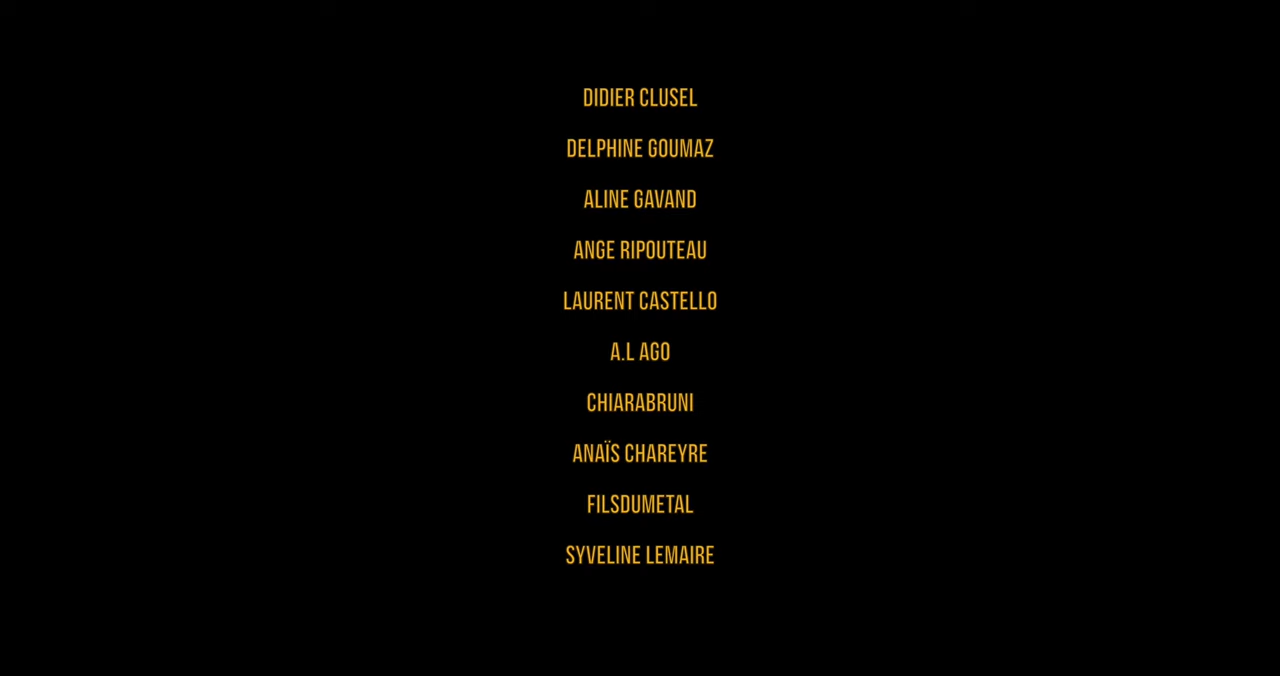 DIDIER CLUSEL
DELPHINE GOUMAZ
ALINE GAVAND
ANGE RIPOUTEAU
LAURENT CASTELLO
A.L AGO
CHIARABRUNI
ANAÏS CHAREYRE
FILSDUMETAL
SYVELINE LEMAIRE